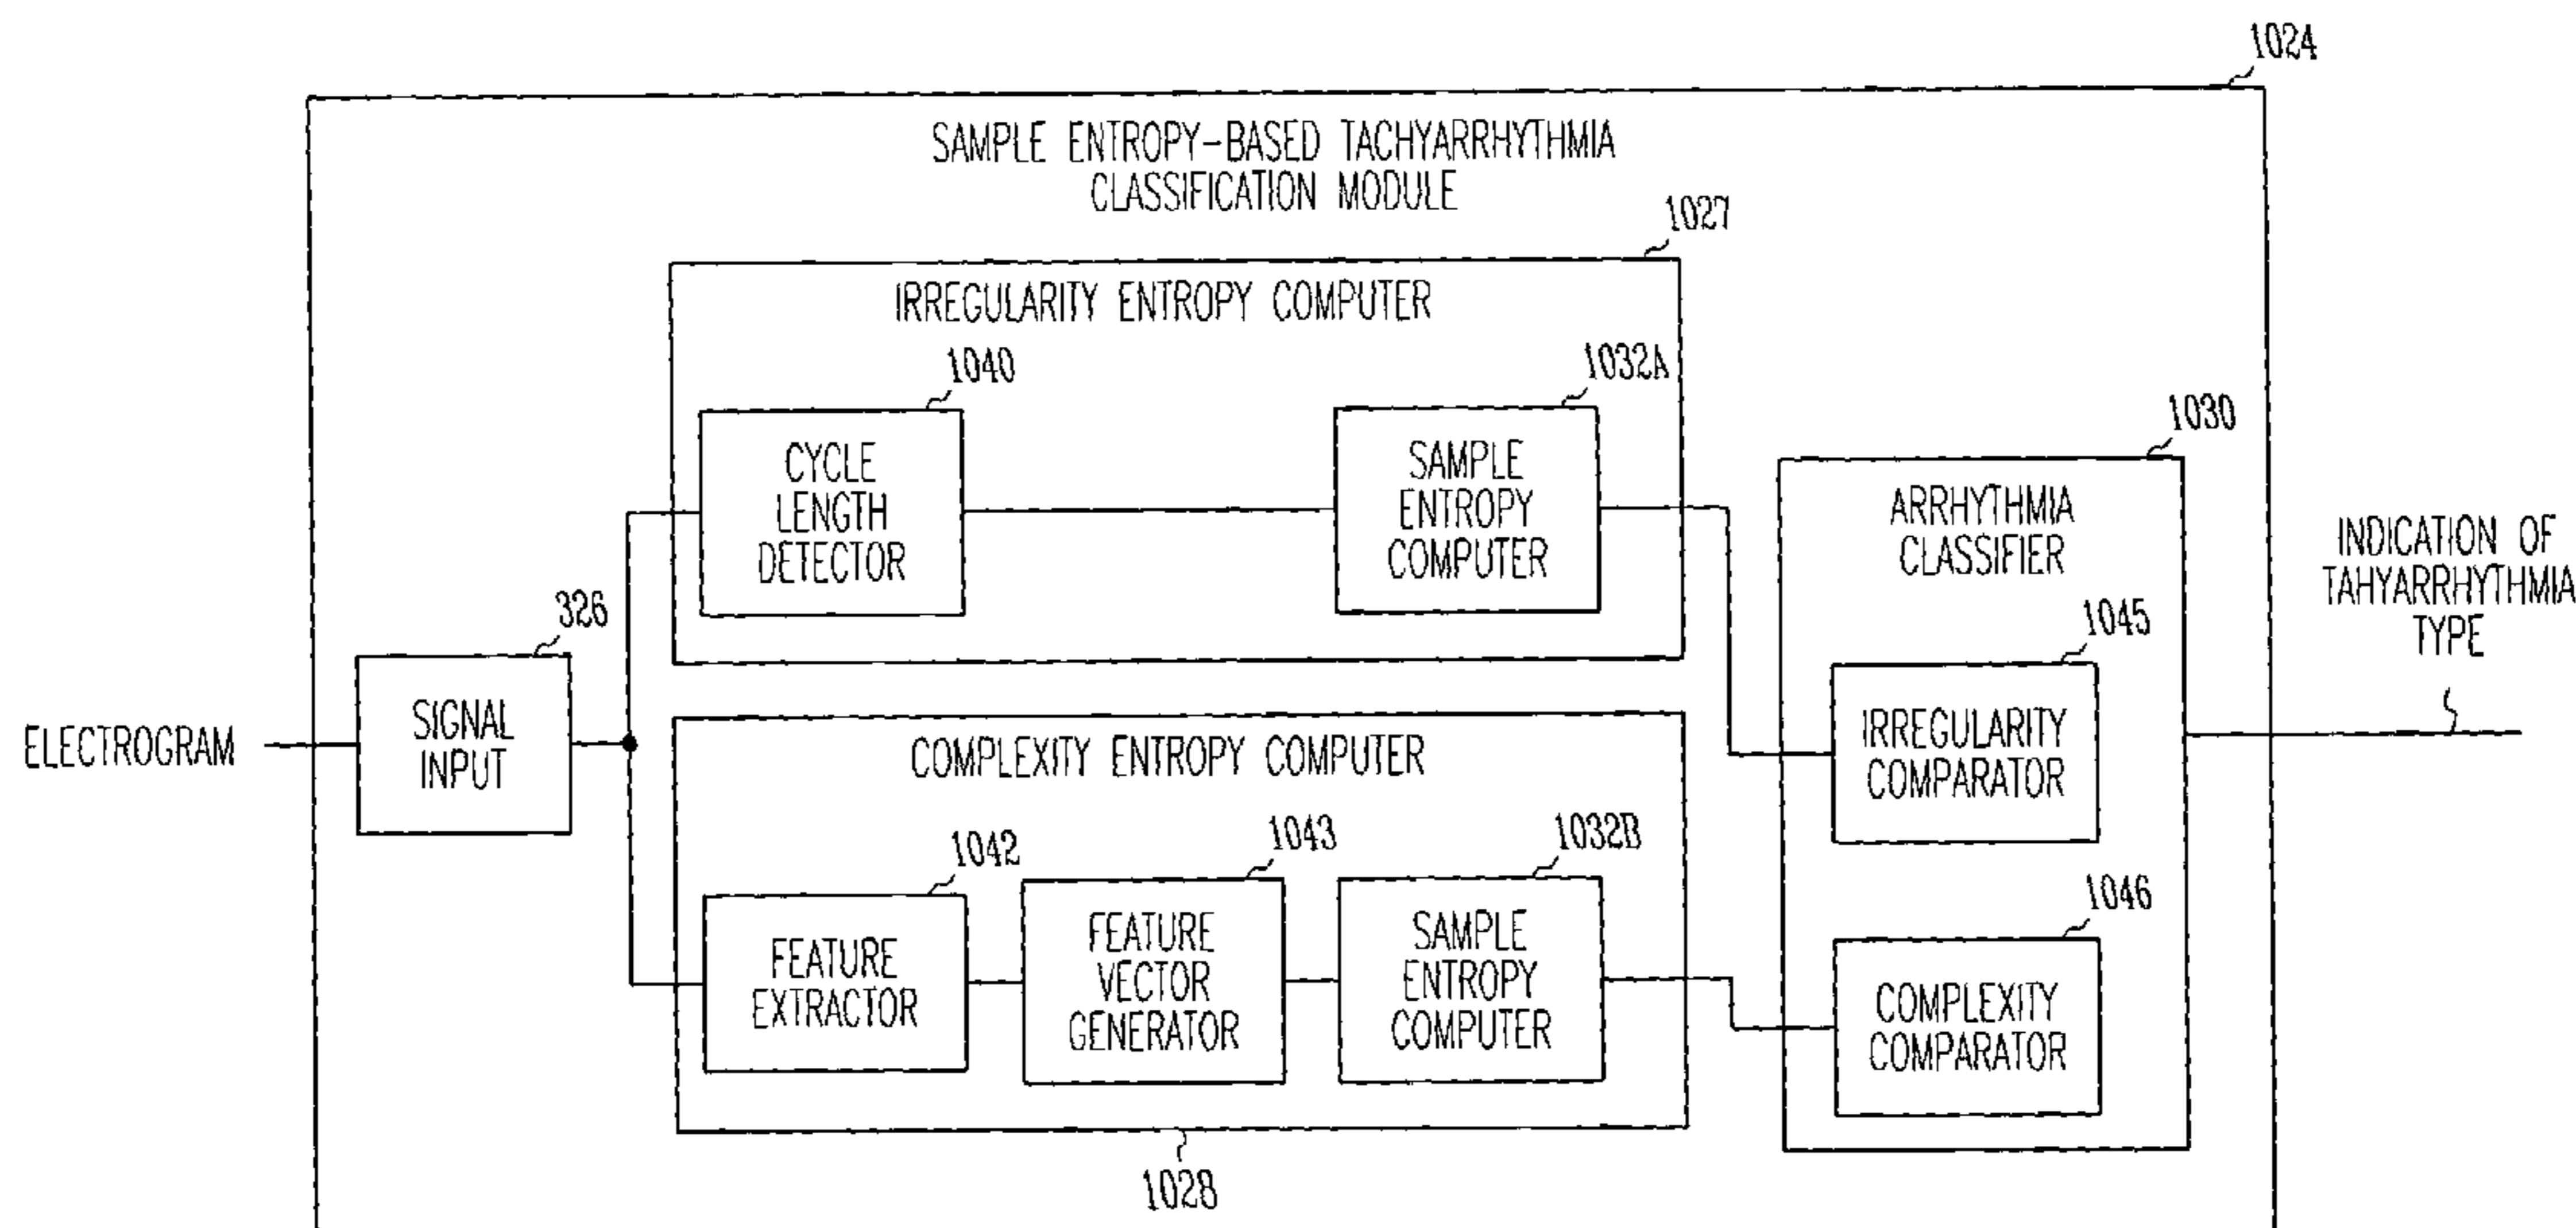 1024
SAMPLE ENTROPY-BASED TACHYARRHYTHMIA
CLASSIFICATION MODULE
1027
IRREGULARITY ENTROPY COMPUTER
1040
CYCLE
LENGTH
DETECTOR
1032A
SAMPLE
ENTROPY
COMPUTER
1030
ARRHYTHMIA
CLASSIFIER
INDICATION OF
TAHYARRHYTHMIA
TYPE
326
SIGNAL
INPUT
ELECTROGRAM
1045
IRREGULARITY
COMPARATOR
COMPLEXITY ENTROPY COMPUTER
1042
FEATURE
EXTRACTOR
1043
FEATURE
VECTOR
GENERATOR
1032B
SAMPLE
ENTROPY
COMPUTER
1046
COMPLEXITY
COMPARATOR
1028